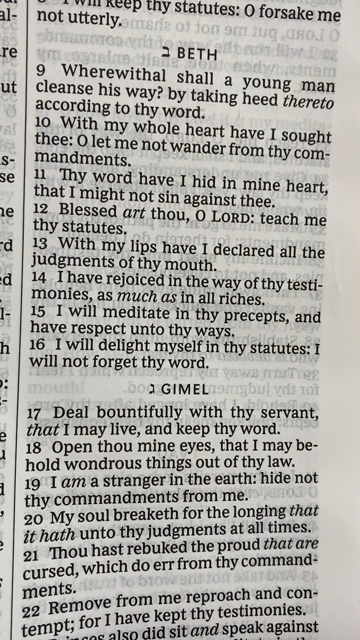 I will keep thy statutes: O forsake me
not utterly.
ב BETH
9 Wherewithal shall a young man
cleanse his way? by taking heed thereto
according to thy word.
10 With my whole heart have I sought
thee: O let me not wander from thy com-
mandments.
11 Thy word have I hid in mine heart,
that I might not sin against thee.
12 Blessed art thou, O LORD: teach me
thy statutes.
13 With my lips have I declared all the
judgments of thy mouth.
14 I have rejoiced in the way of thy testi-
monies, as much as in all riches.
15 I will meditate in thy precepts, and
have respect unto thy ways.
16 I will delight myself in thy statutes: I
will not forget thy word.
ג GIMEL
17 Deal bountifully with thy servant,
that I may live, and keep thy word.
18 Open thou mine eyes, that I may be-
hold wondrous things out of thy law.
19 I am a stranger in the earth: hide not
thy commandments from me.
20 My soul breaketh for the longing that
it hath unto thy judgments at all times.
21 Thou hast rebuked the proud that are
cursed, which do err from thy command-
ments.
22 Remove from me reproach and con-
tempt; for I have kept thy testimonies.
also did sit and speak against